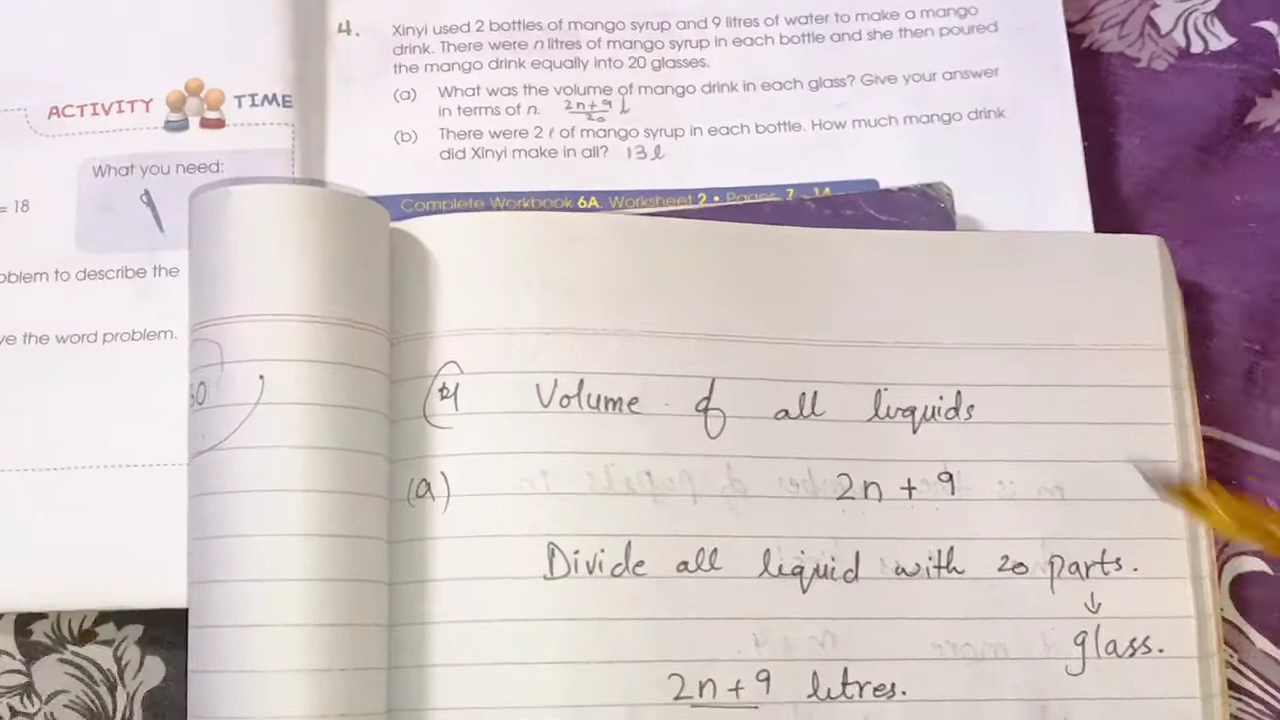 ACTIVITY TIME
What you need:
= 18
oblem to describe the
ve the word problem.
4. Xinyi used 2 bottles of mango syrup and 9 litres of water to make a mango
drink. There were n litres of mango syrup in each bottle and she then poured
the mango drink equally into 20 glasses.
(a) What was the volume of mango drink in each glass? Give your answer
in terms of n. 2n+9/20 l
(b) There were 2 ℓ of mango syrup in each bottle. How much mango drink
did Xinyi make in all? 13 l
Complete Workbook 6A, Worksheet 2 • Pages 7 - 14
Volume of all liquids
(a) 2n + 9
Divide all liquid with 20 parts.
↓
glass.
2n + 9 litres.